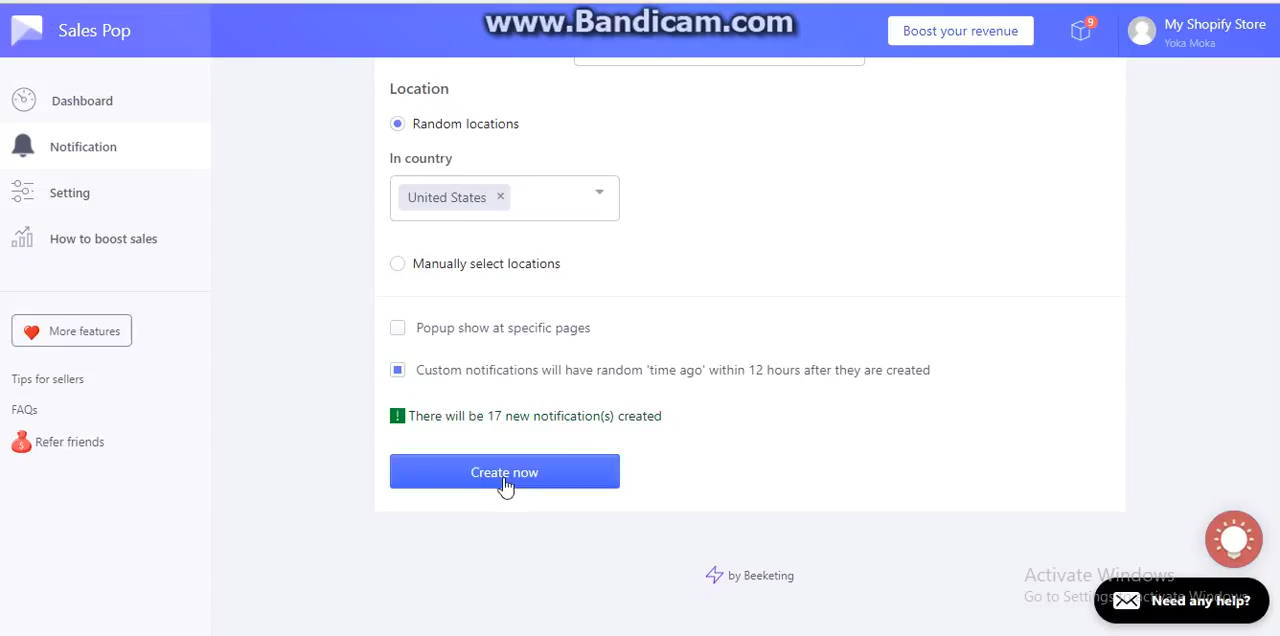 www.Bandicam.com
Sales Pop
Boost your revenue
9
My Shopify Store
Yoka Moka
Dashboard
Notification
Setting
How to boost sales
More features
Tips for sellers
FAQs
$ Refer friends
Location
Random locations
In country
United States ×
Manually select locations
Popup show at specific pages
Custom notifications will have random 'time ago' within 12 hours after they are created
! There will be 17 new notification(s) created
Create now
by Beeketing
Activate Windows
Go to Settings to activate Windows.
Need any help?